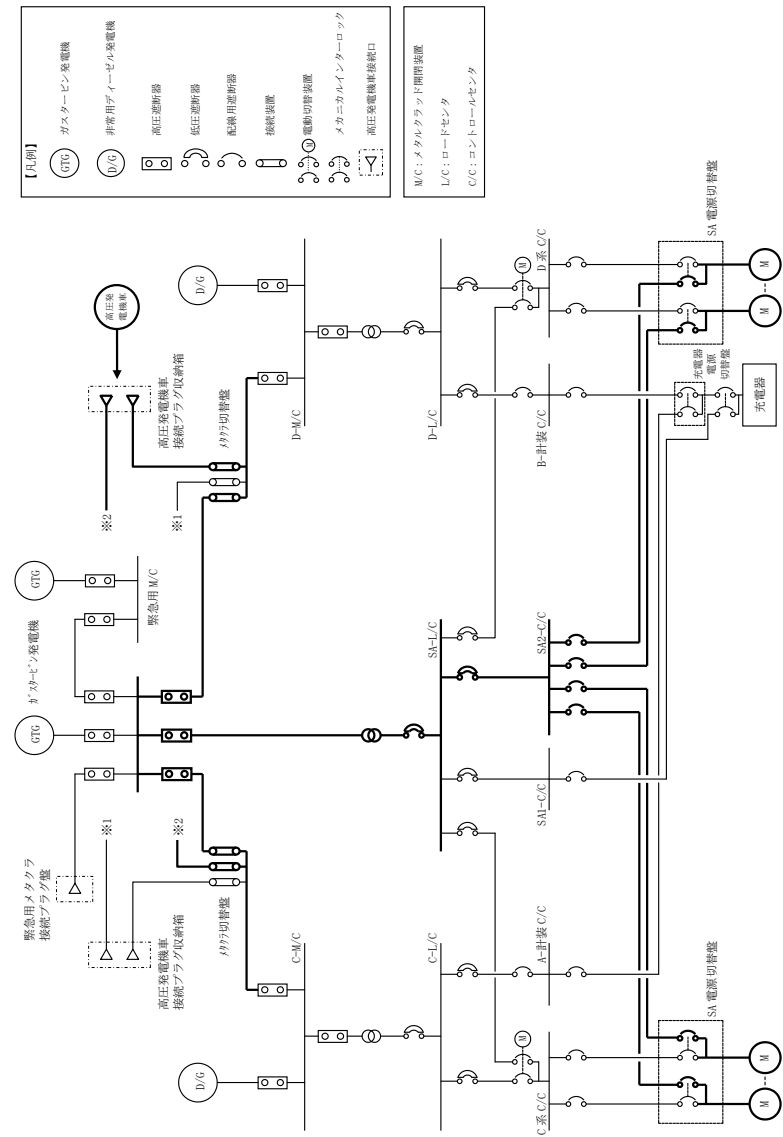 【凡例】
GTG
ガスタービン発電機
D/G
非常用ディーゼル発電機
高圧遮断器
低圧遮断器
配線用遮断器
接続装置
M
電動切替装置
メカニカルインターロック
高圧発電機車接続口
M/C：メタルクラッド開閉装置
L/C：ロードセンタ
C/C：コントロールセンタ
緊急用メタクラ
接続プラグ盤
GTG
ｶﾞｽﾀｰﾋﾞﾝ発電機
GTG
緊急用 M/C
高圧発
電機車
高圧発電機車
接続プラグ収納箱
※1
※2
ﾒﾀｸﾗ切替盤
※2
※1
高圧発電機車
接続プラグ収納箱
ﾒﾀｸﾗ切替盤
D/G
C-M/C
D/G
D-M/C
C-L/C
SA-L/C
D-L/C
M
M
C 系 C/C
A-計装 C/C
SA1-C/C
SA2-C/C
B-計装 C/C
D 系 C/C
SA 電源切替盤
充電器
電源
切替盤
SA 電源切替盤
M
M
充電器
M
M